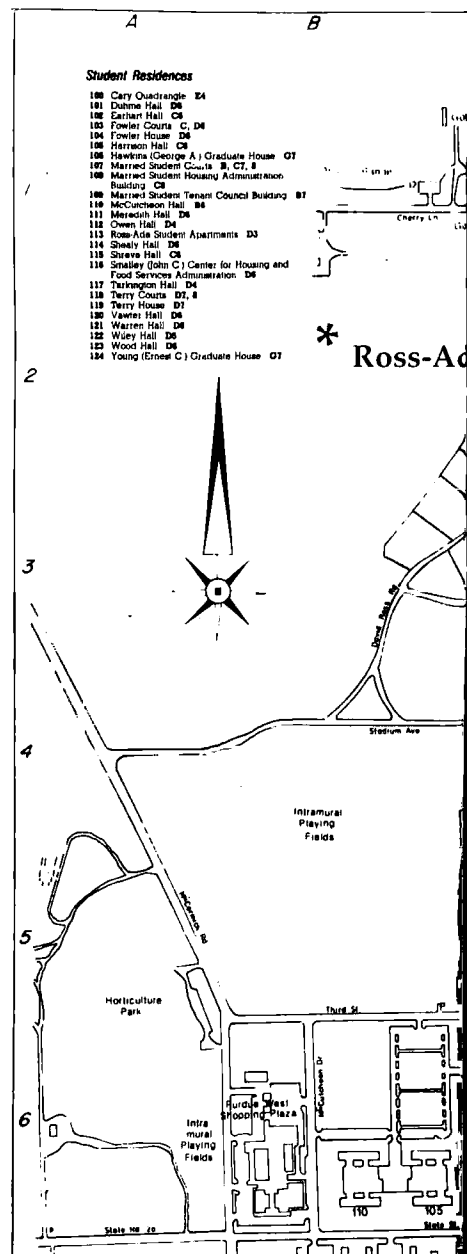 A B
Student Residences
100 Cary Quadrangle E4
101 Duhme Hall D6
102 Earhart Hall C6
103 Fowler Courts C, D6
104 Fowler House D6
105 Harrison Hall C6
106 Hawkins (George A) Graduate House G7
107 Married Student Courts B, C7, 8
108 Married Student Housing Administration
Building C8
109 Married Student Tenant Council Building B7
110 McCutcheon Hall B6
111 Meredith Hall D6
112 Owen Hall D4
113 Ross-Ade Student Apartments D3
114 Shealy Hall D6
115 Shreve Hall C6
116 Smalley (John C) Center for Housing and
Food Services Administration D6
117 Tarkington Hall D4
118 Terry Courts D7, 8
119 Terry House D7
120 Vawter Hall D6
121 Warren Hall D6
122 Wiley Hall D6
123 Wood Hall D6
124 Young (Ernest C) Graduate House G7
Cherry Ln
* Ross-Ad
2
3
David Ross Rd
Stadium Ave
4
Intramural
Playing
Fields
McCormick Rd
5
Horticulture
Park
Third St
P
McCutcheon Dr
Purdue West
Shopping Plaza
6
Intra
mural
Playing
Fields
110 105
P State Rd. 26 State St